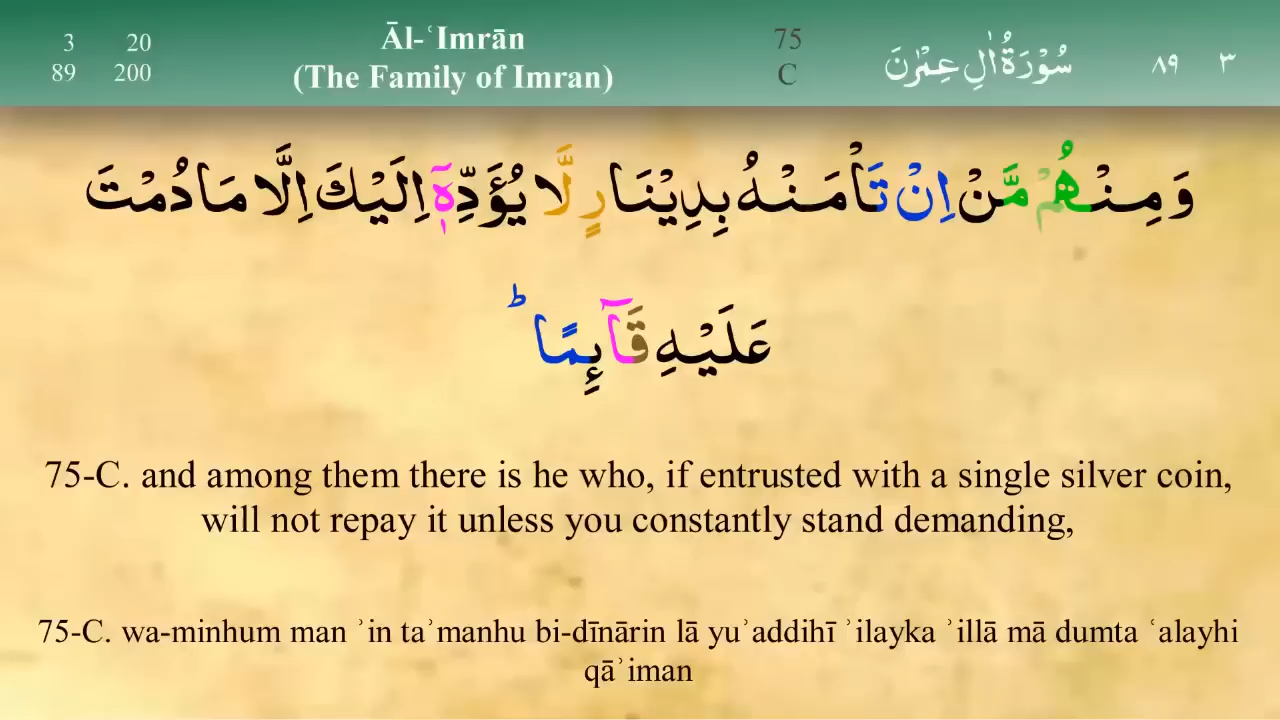 3 20 Āl-ʿImrān 75 سُوْرَةُ اٰلِ عِمْرٰنَ ٨٩ ٣
89 200 (The Family of Imran) C
وَمِنْهُمْ مَّنْ اِنْ تَاْمَنْهُ بِدِيْنَارٍ لَّا يُؤَدِّهٖٓ اِلَيْكَ اِلَّا مَا دُمْتَ
عَلَيْهِ قَآئِمًاؕ
75-C. and among them there is he who, if entrusted with a single silver coin,
will not repay it unless you constantly stand demanding,
75-C. wa-minhum man ʾin taʾmanhu bi-dīnārin lā yuʾaddihī ʾilayka ʾillā mā dumta ʿalayhi
qāʾiman